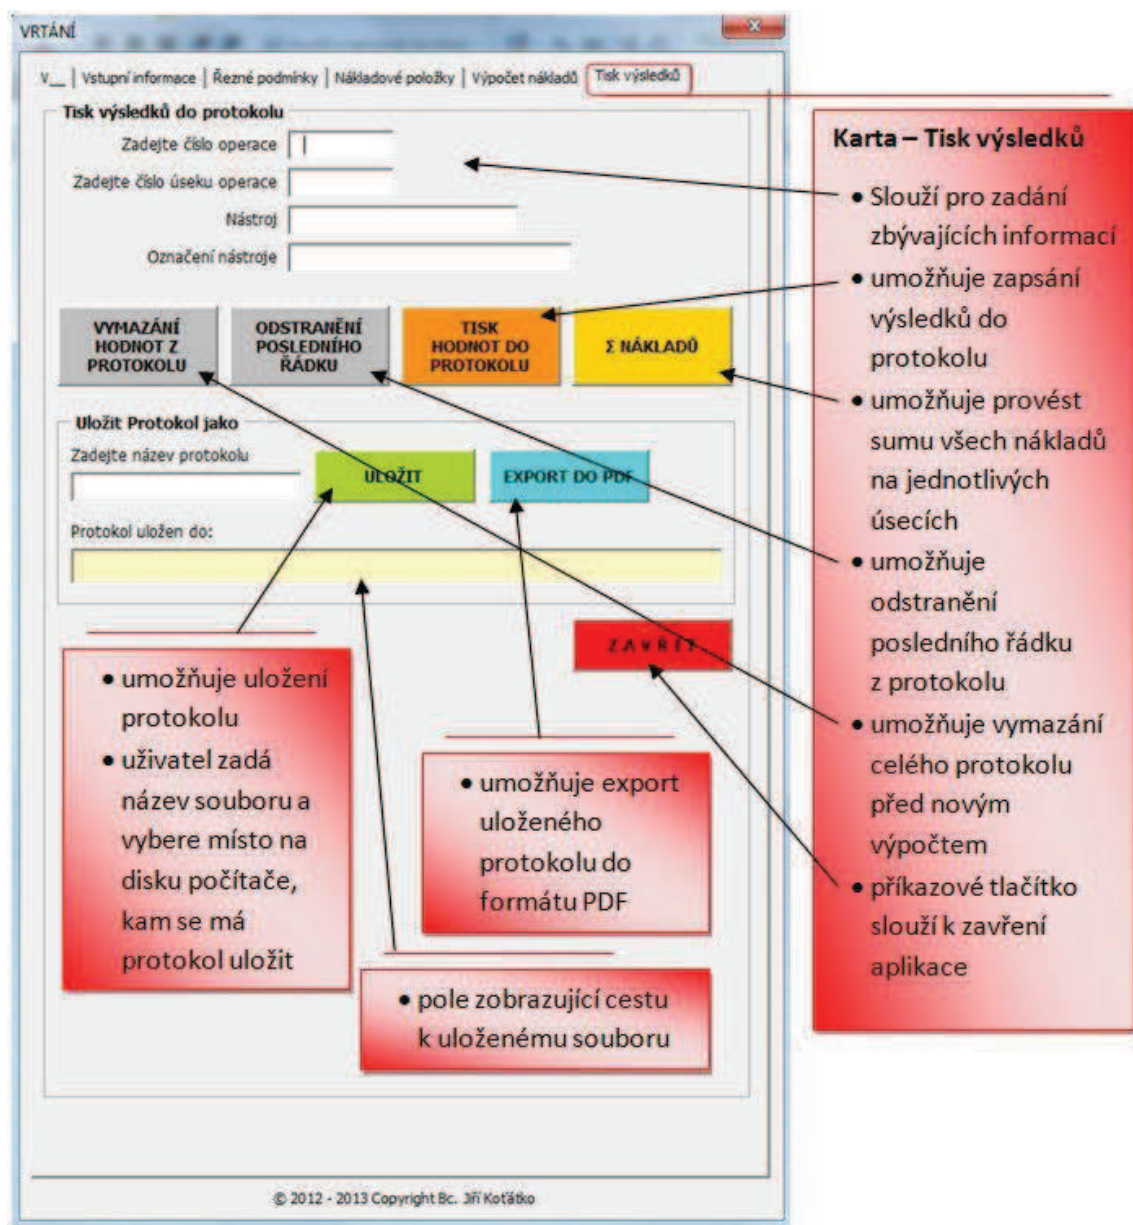 VRTÁNÍ
V__ | Vstupní informace | Řezné podmínky | Nákladové položky | Výpočet nákladů Tisk výsledků
Tisk výsledků do protokolu
Zadejte číslo operace
Zadejte číslo úseku operace
Nástroj
Označení nástroje
VYMAZÁNÍ
HODNOT Z
PROTOKOLU
ODSTRANĚNÍ
POSLEDNÍHO
ŘÁDKU
TISK
HODNOT DO
PROTOKOLU
Σ NÁKLADŮ
Uložit Protokol jako
Zadejte název protokolu
ULOŽIT
EXPORT DO PDF
Protokol uložen do:
Z A V Ř Í T
• umožňuje uložení
protokolu
• uživatel zadá
název souboru a
vybere místo na
disku počítače,
kam se má
protokol uložit
• umožňuje export
uloženého
protokolu do
formátu PDF
• pole zobrazující cestu
k uloženému souboru
Karta – Tisk výsledků
• Slouží pro zadání
zbývajících informací
• umožňuje zapsání
výsledků do
protokolu
• umožňuje provést
sumu všech nákladů
na jednotlivých
úsecích
• umožňuje
odstranění
posledního řádku
z protokolu
• umožňuje vymazání
celého protokolu
před novým
výpočtem
• příkazové tlačítko
slouží k zavření
aplikace
© 2012 - 2013 Copyright Bc. Jiří Koťátko